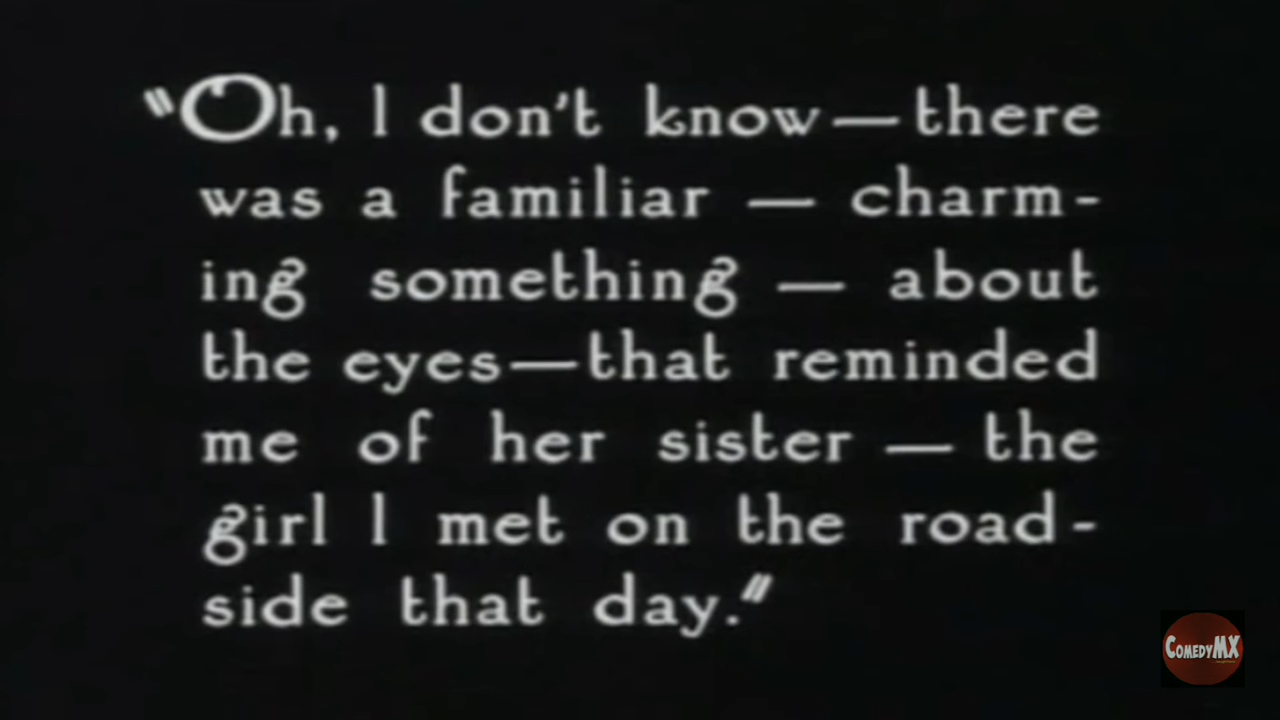 "Oh, I don't know—there
was a familiar — charm-
ing something — about
the eyes—that reminded
me of her sister — the
girl I met on the road-
side that day."
COMEDYMX